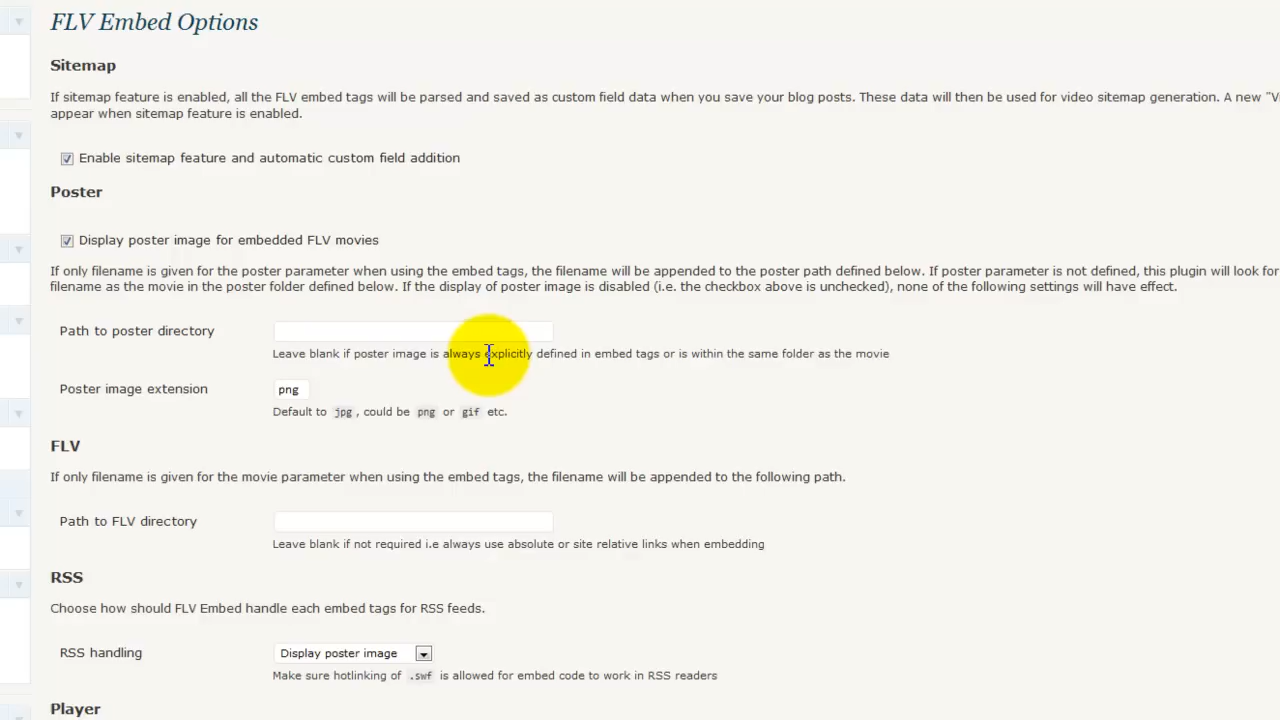 FLV Embed Options
Sitemap
If sitemap feature is enabled, all the FLV embed tags will be parsed and saved as custom field data when you save your blog posts. These data will then be used for video sitemap generation. A new
appear when sitemap feature is enabled.
Enable sitemap feature and automatic custom field addition
Poster
Display poster image for embedded FLV movies
If only filename is given for the poster parameter when using the embed tags, the filename will be appended to the poster path defined below. If poster parameter is not defined, this plugin will look for
filename as the movie in the poster folder defined below. If the display of poster image is disabled (i.e. the checkbox above is unchecked), none of the following settings will have effect.
Path to poster directory
Leave blank if poster image is always explicitly defined in embed tags or is within the same folder as the movie
Poster image extension
png
Default to jpg, could be png or gif etc.
FLV
If only filename is given for the movie parameter when using the embed tags, the filename will be appended to the following path.
Path to FLV directory
Leave blank if not required i.e always use absolute or site relative links when embedding
RSS
Choose how should FLV Embed handle each embed tags for RSS feeds.
RSS handling
Display poster image
Make sure hotlinking of .swf is allowed for embed code to work in RSS readers
Player